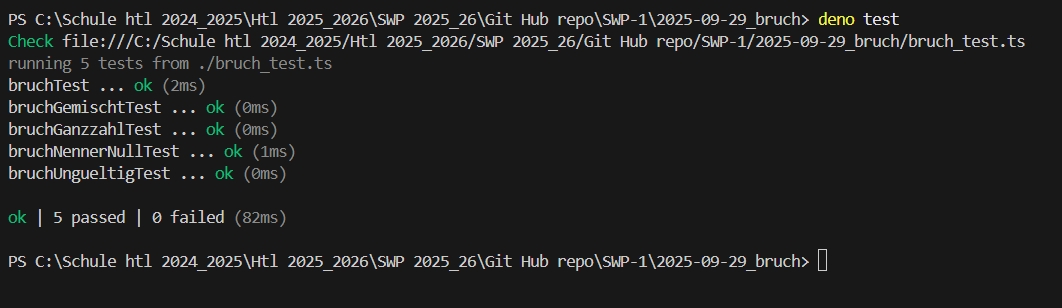 PS C:\Schule htl 2024_2025\Htl 2025_2026\SWP 2025_26\Git Hub repo\SWP-1\2025-09-29_bruch> deno test
Check file:///C:/Schule htl 2024_2025/Htl 2025_2026/SWP 2025_26/Git Hub repo/SWP-1/2025-09-29_bruch/bruch_test.ts
running 5 tests from ./bruch_test.ts
bruchTest ... ok (2ms)
bruchGemischtTest ... ok (0ms)
bruchGanzzahlTest ... ok (0ms)
bruchNennerNullTest ... ok (1ms)
bruchUngueltigTest ... ok (0ms)
ok | 5 passed | 0 failed (82ms)
PS C:\Schule htl 2024_2025\Htl 2025_2026\SWP 2025_26\Git Hub repo\SWP-1\2025-09-29_bruch>